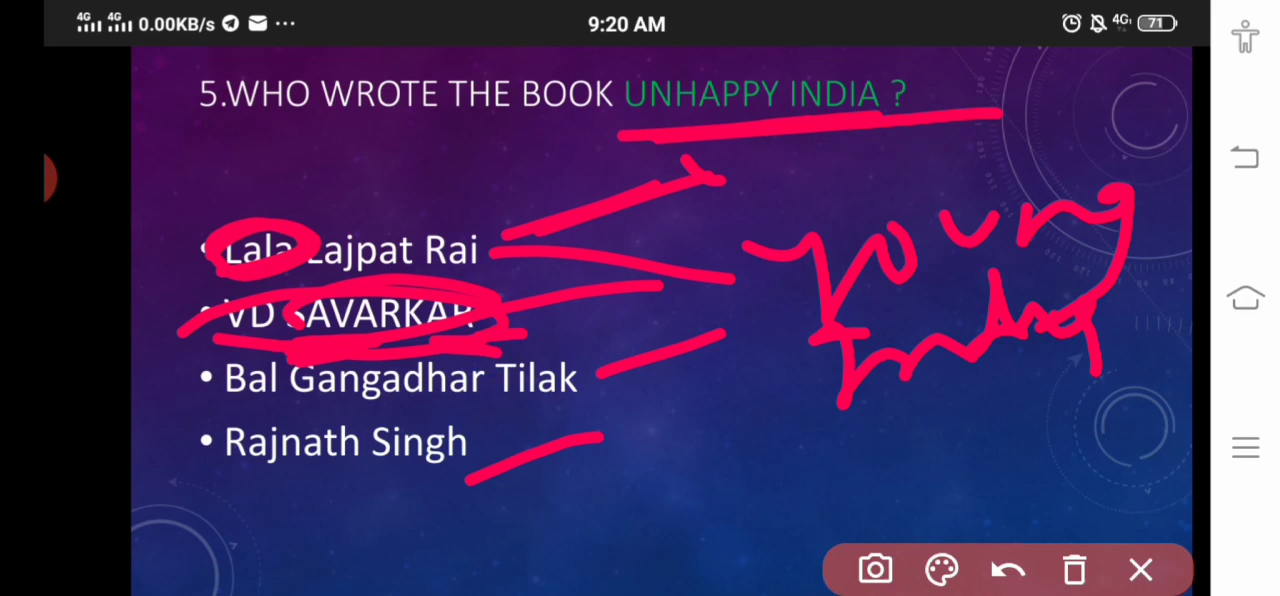 4G 4G 0.00KB/s ... 9:20 AM 4G 71
5.WHO WROTE THE BOOK UNHAPPY INDIA ?
• Lala Lajpat Rai
• VD SAVARKAR
• Bal Gangadhar Tilak
• Rajnath Singh
Young
India